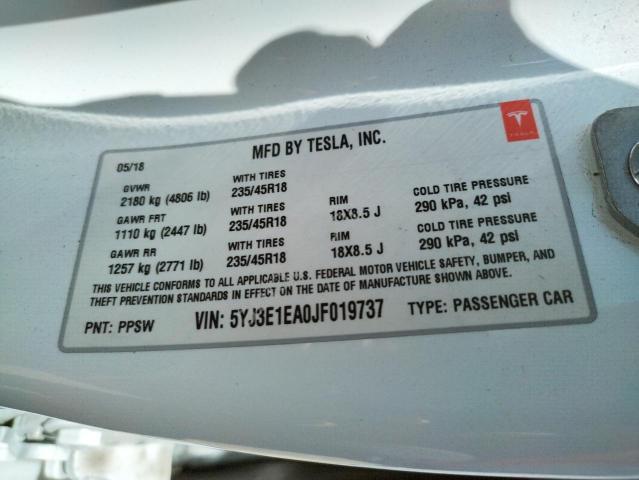 MFD BY TESLA, INC.
TESLA
05/18
GVWR WITH TIRES
2180 kg (4806 lb) 235/45R18
GAWR FRT WITH TIRES RIM COLD TIRE PRESSURE
1110 kg (2447 lb) 235/45R18 18X8.5 J 290 kPa, 42 psi
GAWR RR WITH TIRES RIM COLD TIRE PRESSURE
1257 kg (2771 lb) 235/45R18 18X8.5 J 290 kPa, 42 psi
THIS VEHICLE CONFORMS TO ALL APPLICABLE U.S. FEDERAL MOTOR VEHICLE SAFETY, BUMPER, AND
THEFT PREVENTION STANDARDS IN EFFECT ON THE DATE OF MANUFACTURE SHOWN ABOVE.
PNT: PPSW VIN: 5YJ3E1EA0JF019737 TYPE: PASSENGER CAR